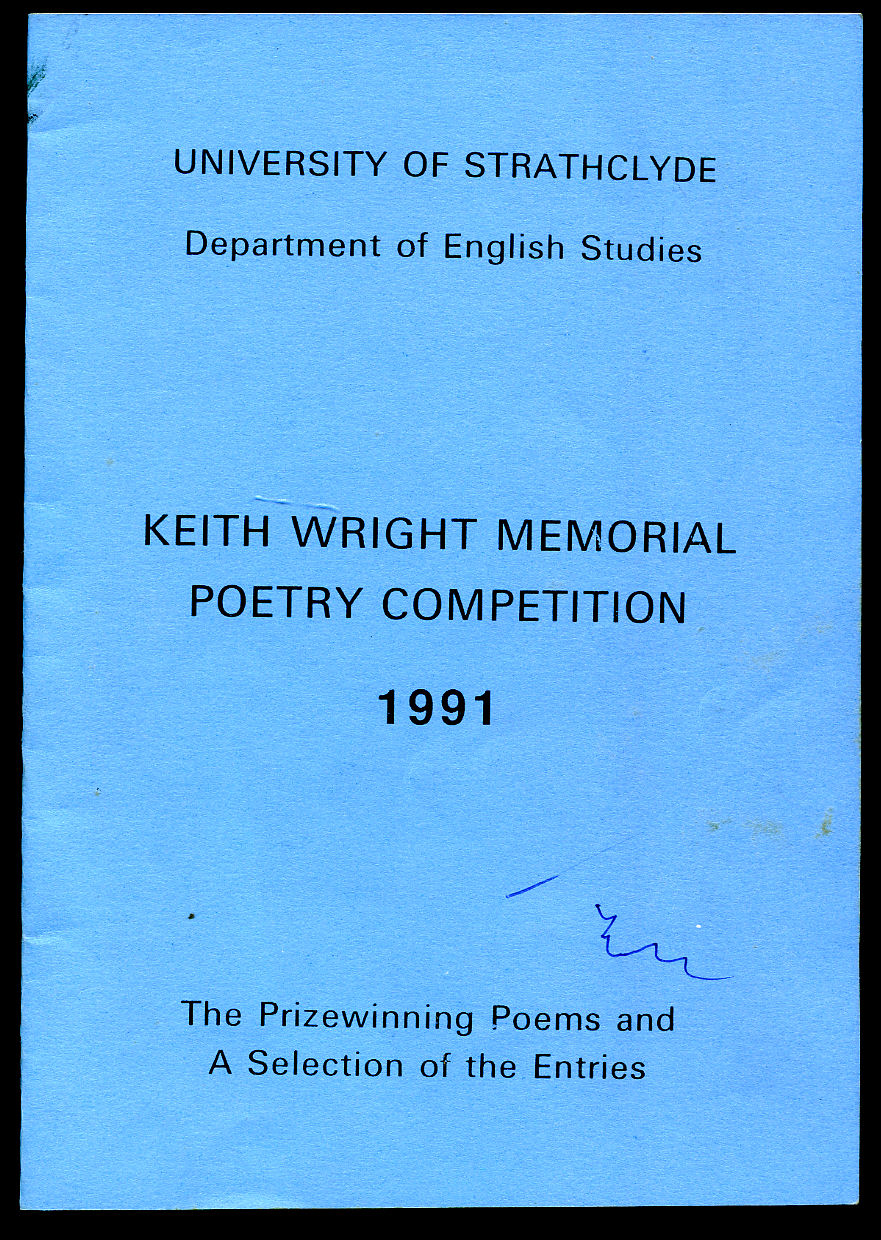 UNIVERSITY OF STRATHCLYDE
Department of English Studies
KEITH WRIGHT MEMORIAL
POETRY COMPETITION
1991
The Prizewinning Poems and
A Selection of the Entries